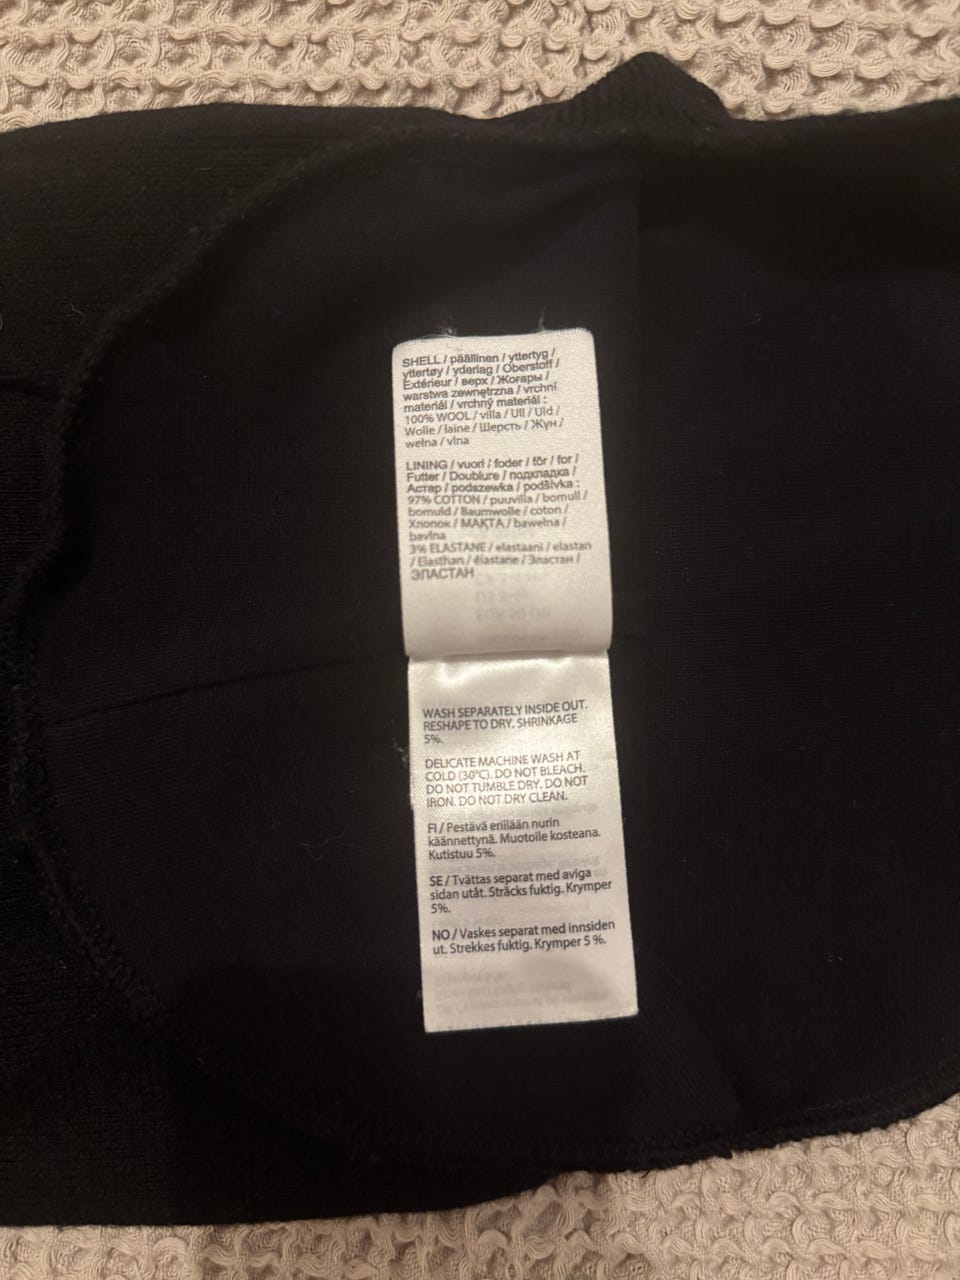 SHELL / päällinen / yttertyg /
yttertøy / yderlag / Oberstoff /
Extérieur / верх / Жоғары /
warstwa zewnętrzna / vrchní
materiál / vrchný materiál :
100% WOOL / villa / Ull / Uld /
Wolle / laine / Шерсть / Жүн /
wełna / vlna
LINING / vuori / foder / fôr / for /
Futter / Doublure / подкладка /
Астар / podszewka / podšívka :
97% COTTON / puuvilla / bomull /
bomuld / Baumwolle / coton /
Хлопок / МАҚТА / bawełna /
bavlna
3% ELASTANE / elastaani / elastan
/ Elasthan / élastane / Эластан /
ЭЛАСТАН
WASH SEPARATELY INSIDE OUT.
RESHAPE TO DRY. SHRINKAGE
5%.
DELICATE MACHINE WASH AT
COLD (30°C). DO NOT BLEACH.
DO NOT TUMBLE DRY. DO NOT
IRON. DO NOT DRY CLEAN.
FI / Pestävä erillään nurin
käännettynä. Muotoile kosteana.
Kutistuu 5%.
SE / Tvättas separat med aviga
sidan utåt. Sträcks fuktig. Krymper
5%.
NO / Vaskes separat med innsiden
ut. Strekkes fuktig. Krymper 5 %.